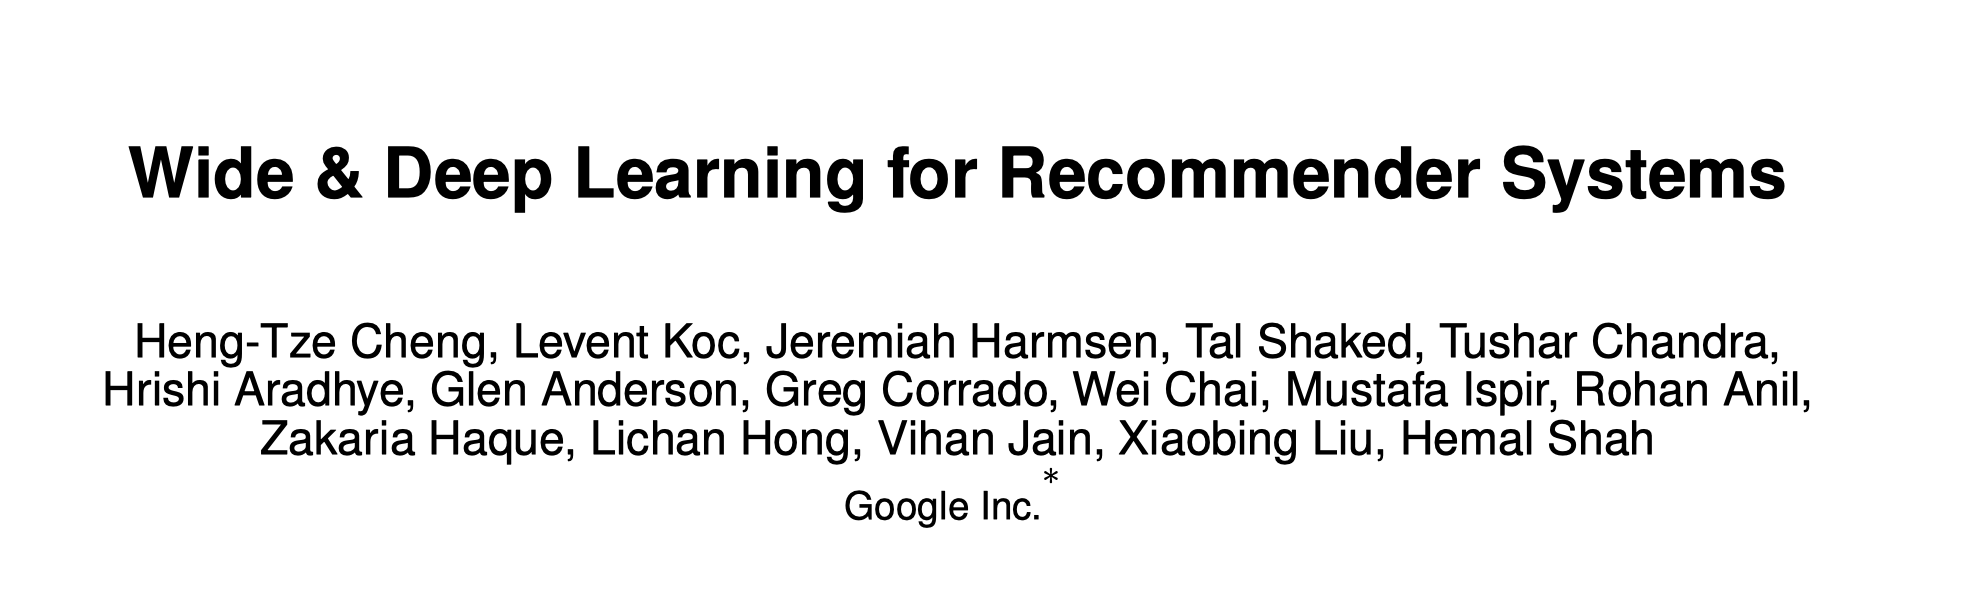 Wide & Deep Learning for Recommender Systems
Heng-Tze Cheng, Levent Koc, Jeremiah Harmsen, Tal Shaked, Tushar Chandra,
Hrishi Aradhye, Glen Anderson, Greg Corrado, Wei Chai, Mustafa Ispir, Rohan Anil,
Zakaria Haque, Lichan Hong, Vihan Jain, Xiaobing Liu, Hemal Shah
Google Inc.*